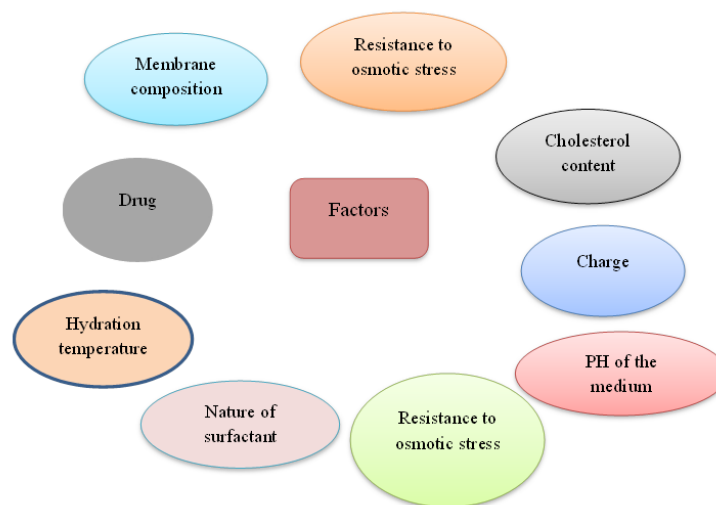 Membrane
composition
Resistance to
osmotic stress
Cholesterol
content
Drug
Factors
Charge
Hydration
temperature
PH of the
medium
Nature of
surfactant
Resistance to
osmotic stress